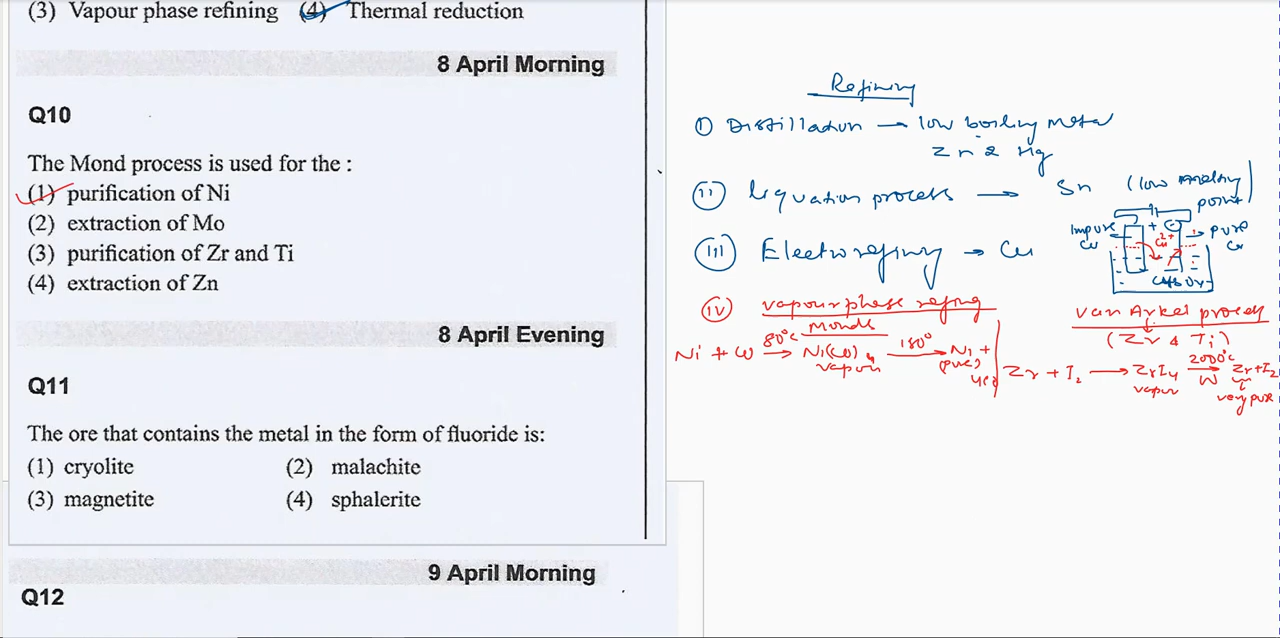 (3) Vapour phase refining (4) Thermal reduction
8 April Morning
Q10
The Mond process is used for the :
(1) purification of Ni
(2) extraction of Mo
(3) purification of Zr and Ti
(4) extraction of Zn
8 April Evening
Q11
The ore that contains the metal in the form of fluoride is:
(1) cryolite (2) malachite
(3) magnetite (4) sphalerite
9 April Morning
Q12
Refining
(i) Distillation → low boiling metal
Zn & Hg
(ii) process → Sn (low melting point)
(iii) Electrorefining → Cu
Impure Cu
+
Cu²⁺
pure Cu
(iv) vapour phase
Monds
Ni + CO 80°C → Ni(CO)₄ 180° → Ni +
vapour (pure)
van Arkel process
(Zr & Ti)
Zr + I₂ → ZrI₄ 2000°C → Zr + I₂
vapour W very pure